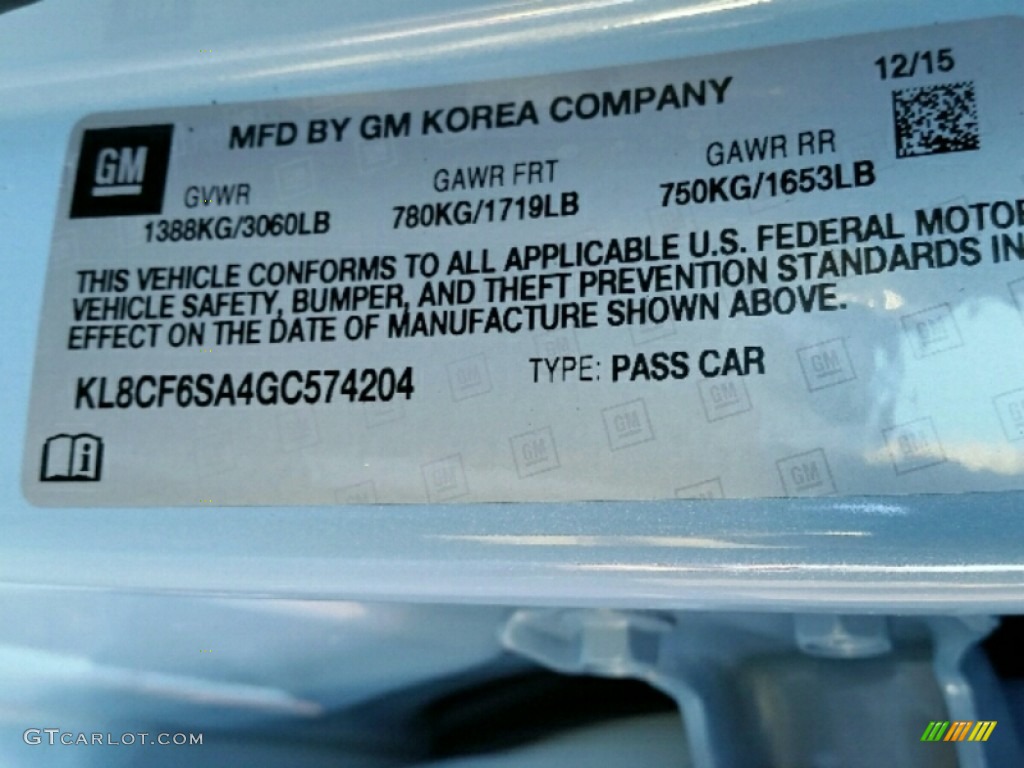 12/15
MFD BY GM KOREA COMPANY
GM
GVWR GAWR FRT GAWR RR
1388KG/3060LB 780KG/1719LB 750KG/1653LB
THIS VEHICLE CONFORMS TO ALL APPLICABLE U.S. FEDERAL MOTOR
VEHICLE SAFETY, BUMPER, AND THEFT PREVENTION STANDARDS IN
EFFECT ON THE DATE OF MANUFACTURE SHOWN ABOVE.
KL8CF6SA4GC574204 TYPE: PASS CAR
GTCARLOT.COM